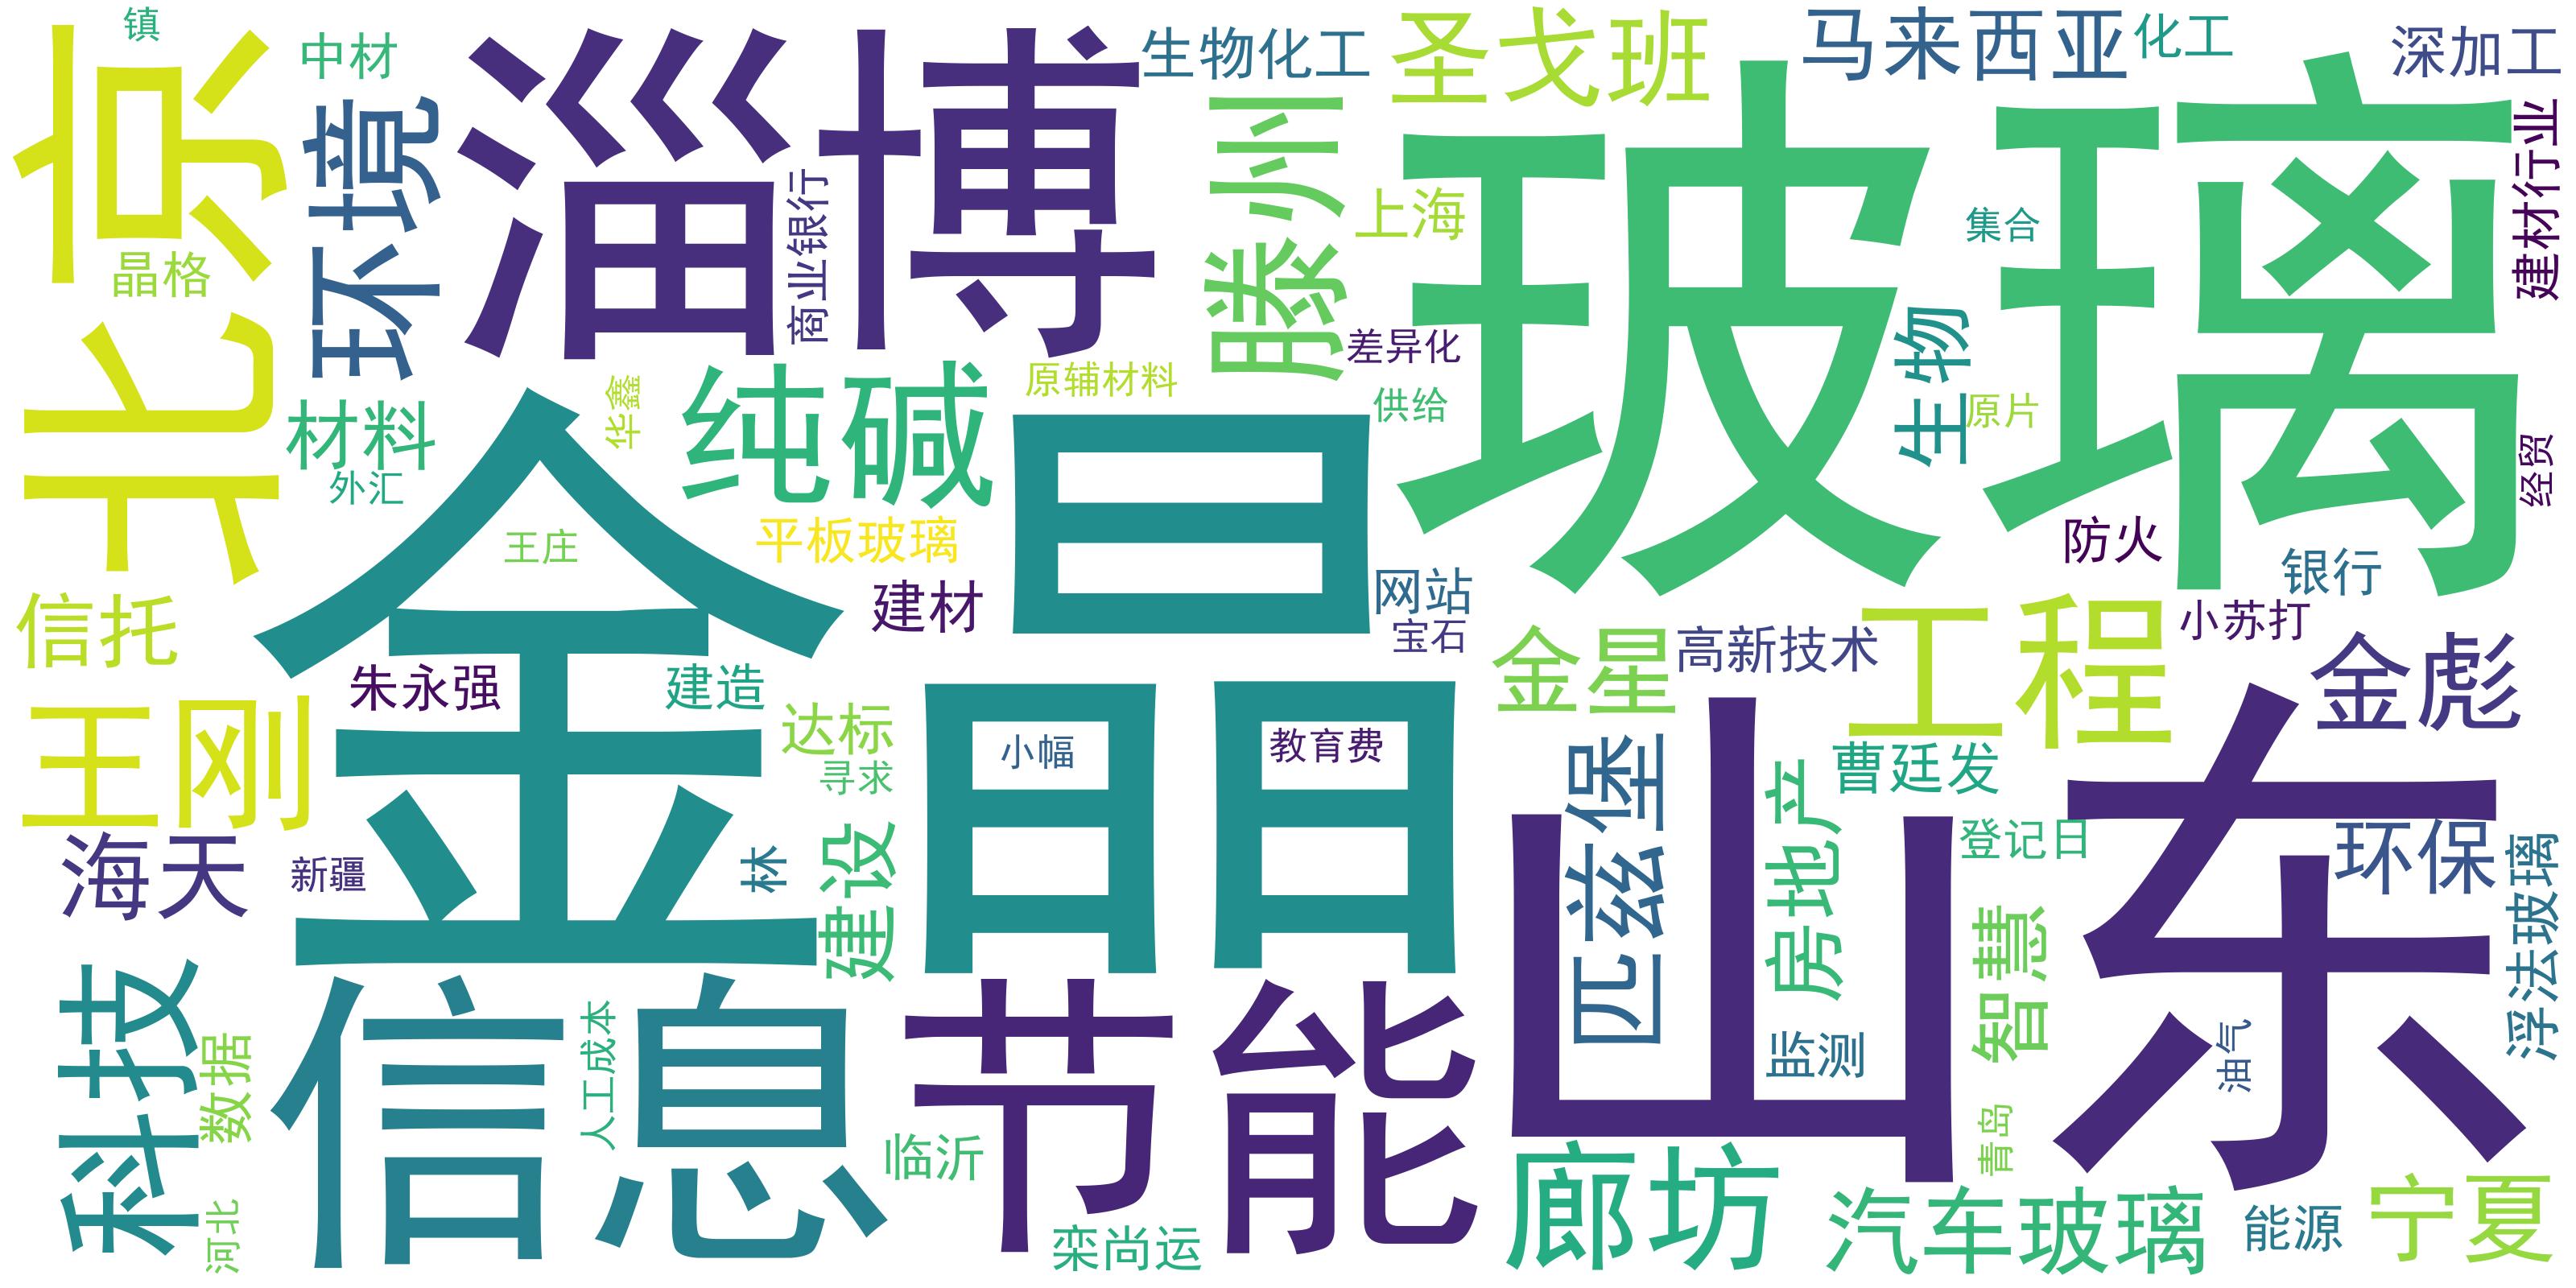 镇
北京
中材
环境
淄博
生物化工
圣戈班
马来西亚
化工
深加工
晶格
商业银行
滕州
上海
玻璃
集合
建材行业
材料
外汇
华鑫
纯碱
原辅材料
差异化
供给
生物
原片
经贸
金晶
王庄
平板玻璃
建材
网站
宝石
防火
银行
信托
朱永强
建造
金星
高新技术
工程
小苏打
金彪
王刚
达标
寻求
小幅
教育费
匹兹堡
山东
曹廷发
房地产
登记日
环保
海天
新疆
林
建设
浮法玻璃
科技
数据
信息
人工成本
节能
监测
智慧
油气
临沂
青岛
河北
栾尚运
廊坊
汽车玻璃
能源
宁夏